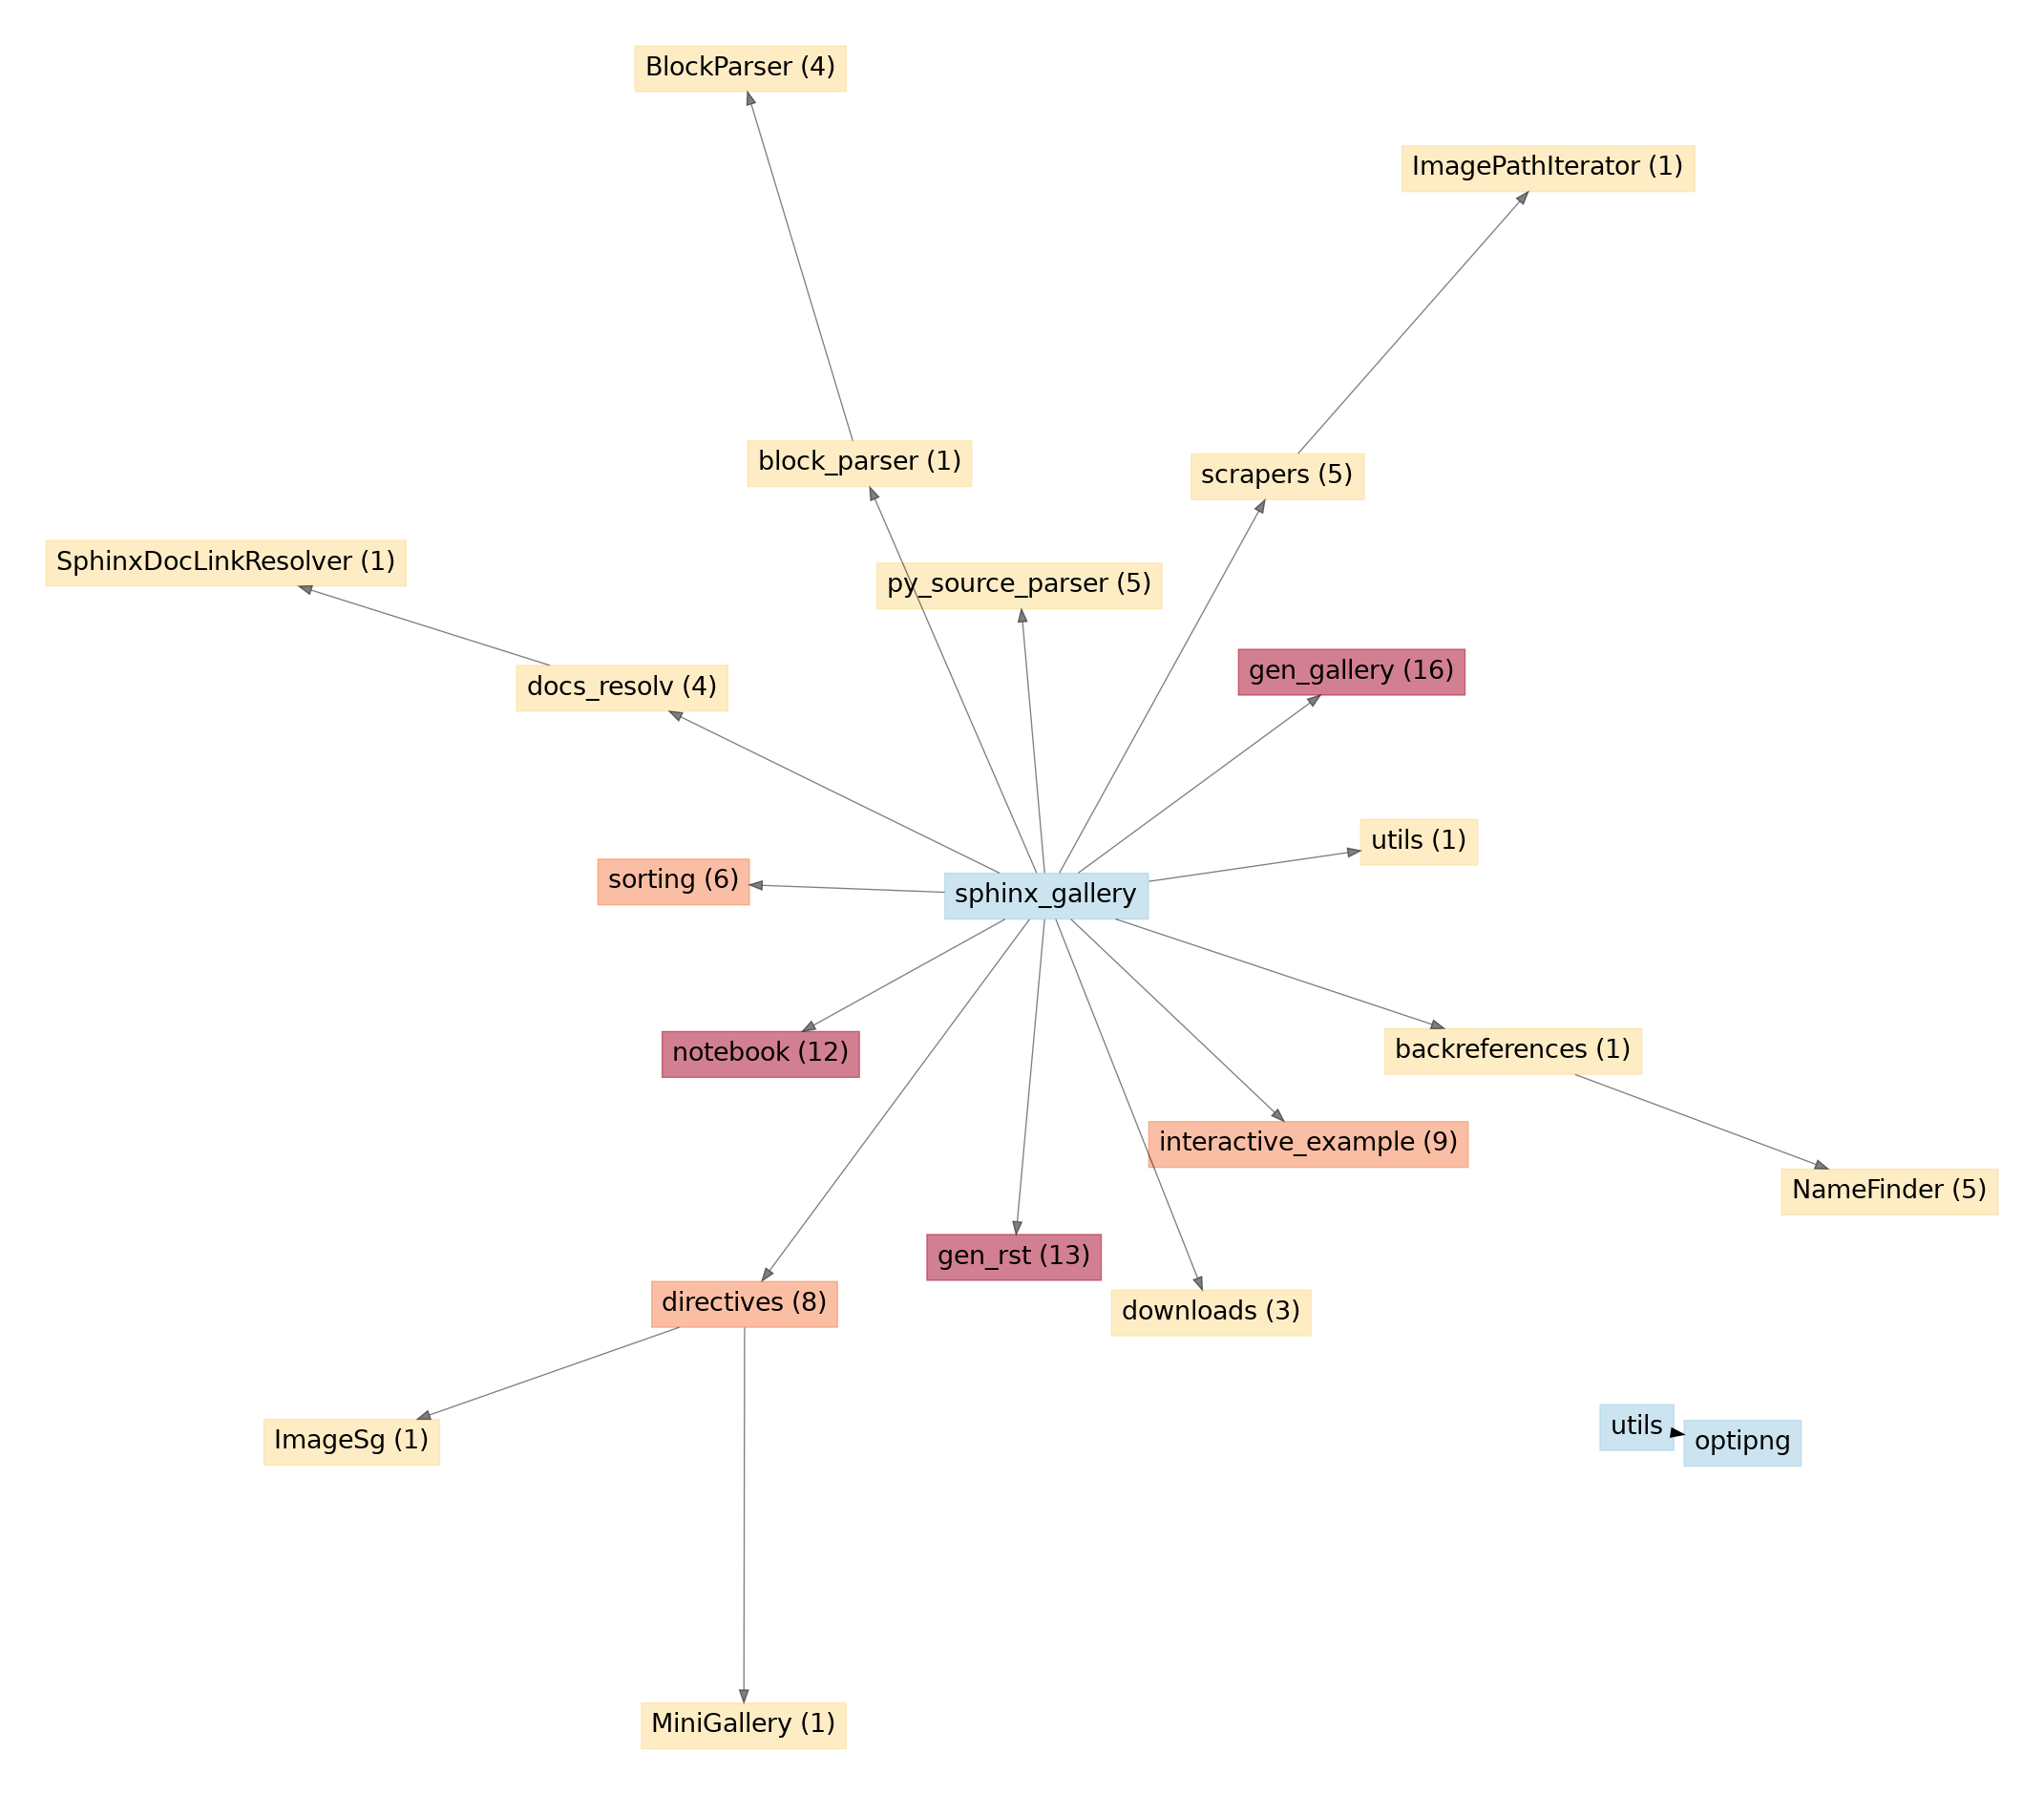 BlockParser (4)
ImagePathIterator (1)
block_parser (1)
scrapers (5)
SphinxDocLinkResolver (1)
py_source_parser (5)
docs_resolv (4)
gen_gallery (16)
utils (1)
sorting (6)
sphinx_gallery
notebook (12)
backreferences (1)
interactive_example (9)
NameFinder (5)
gen_rst (13)
directives (8)
downloads (3)
ImageSg (1)
utils
optipng
MiniGallery (1)